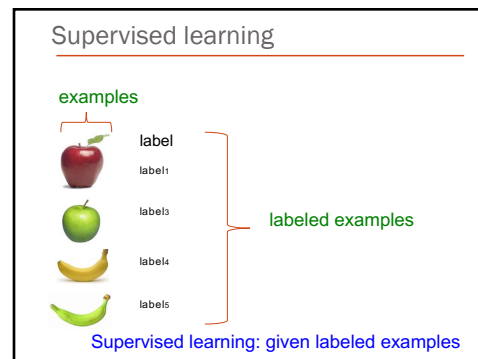 Supervised learning
examples
label
label₁
label₃
labeled examples
label₄
label₅
Supervised learning: given labeled examples